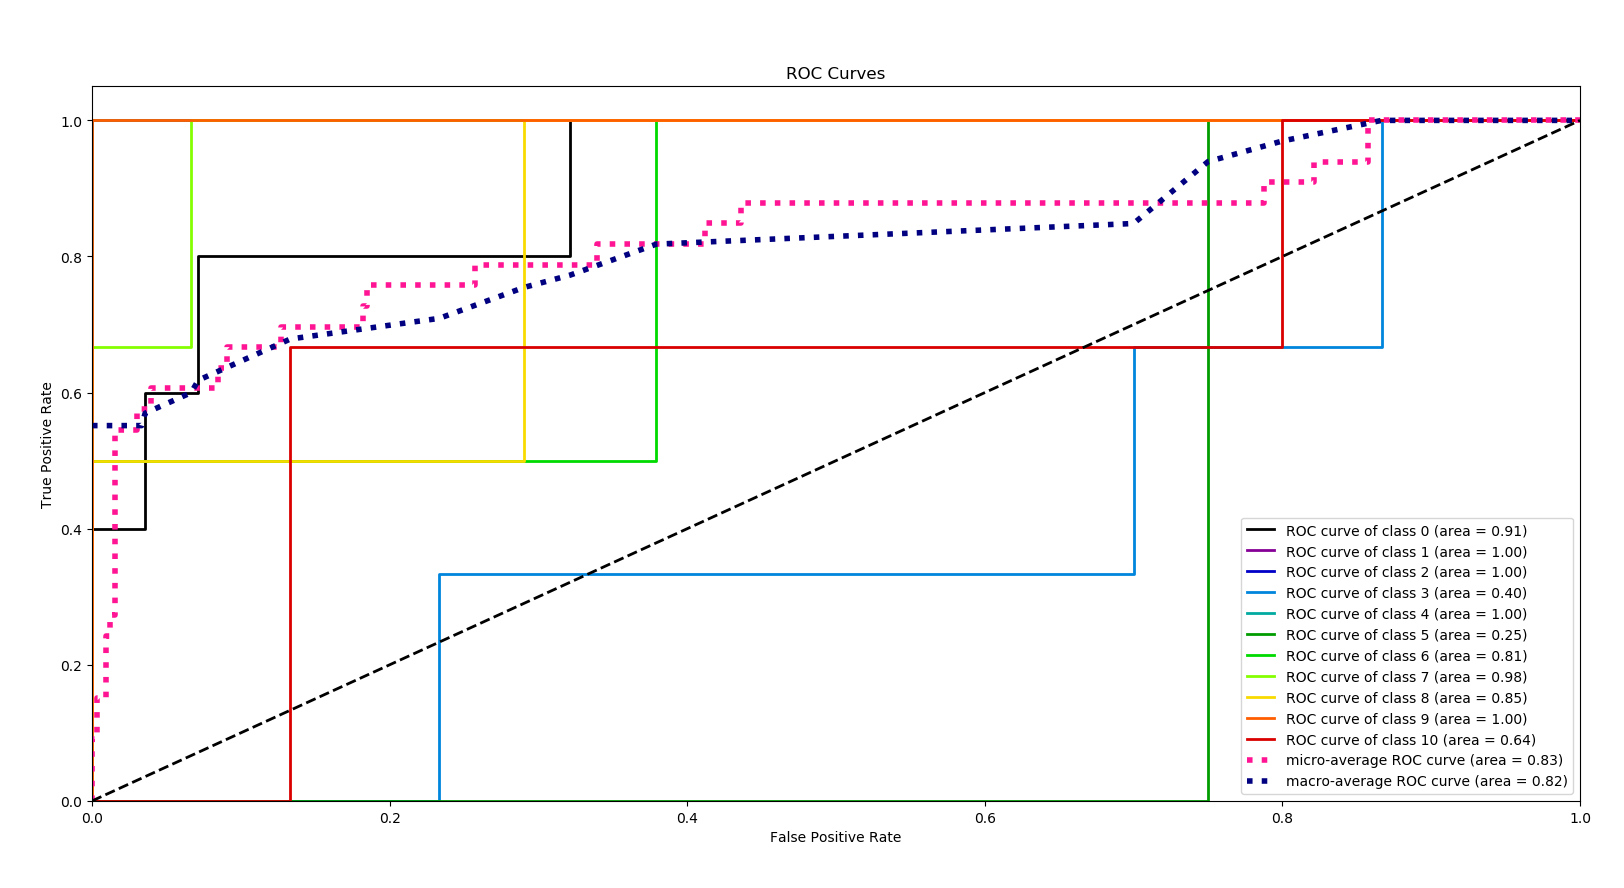 ROC Curves
True Positive Rate
1.0
0.8
0.6
0.4
0.2
0.0
ROC curve of class 0 (area = 0.91)
ROC curve of class 1 (area = 1.00)
ROC curve of class 2 (area = 1.00)
ROC curve of class 3 (area = 0.40)
ROC curve of class 4 (area = 1.00)
ROC curve of class 5 (area = 0.25)
ROC curve of class 6 (area = 0.81)
ROC curve of class 7 (area = 0.98)
ROC curve of class 8 (area = 0.85)
ROC curve of class 9 (area = 1.00)
ROC curve of class 10 (area = 0.64)
micro-average ROC curve (area = 0.83)
macro-average ROC curve (area = 0.82)
0.0 0.2 0.4 0.6 0.8 1.0
False Positive Rate